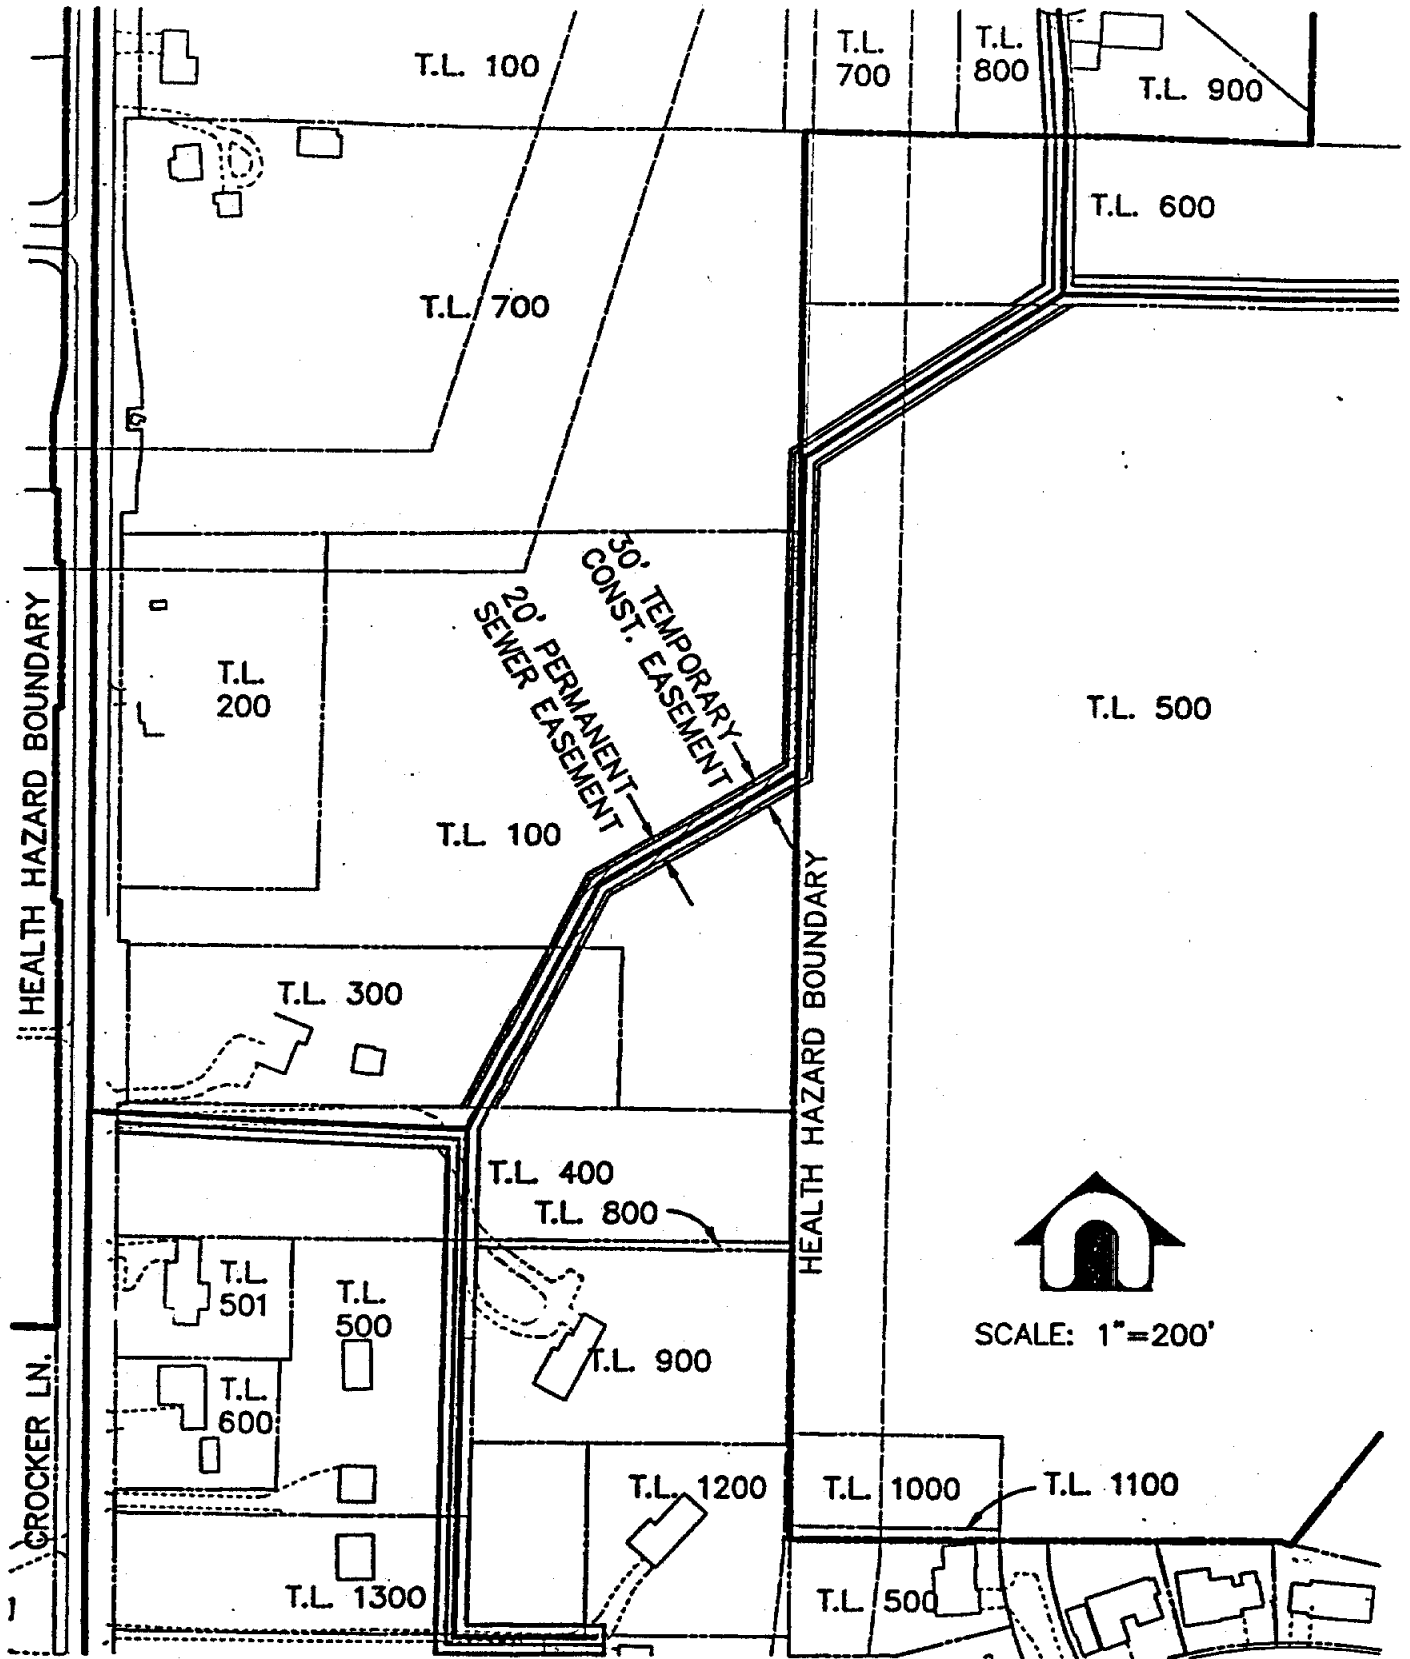 T.L. 100
T.L.
700
T.L.
800
T.L. 900
T.L. 600
T.L. 700
30' TEMPORARY
CONST. EASEMENT
20' PERMANENT
SEWER EASEMENT
HEALTH HAZARD BOUNDARY
T.L.
200
T.L. 500
T.L. 100
HEALTH HAZARD BOUNDARY
T.L. 300
T.L. 400
T.L. 800
T.L.
501
T.L.
500
SCALE: 1"=200'
T.L. 900
T.L.
600
CROCKER LN.
T.L. 1200
T.L. 1000
T.L. 1100
T.L. 1300
T.L. 500